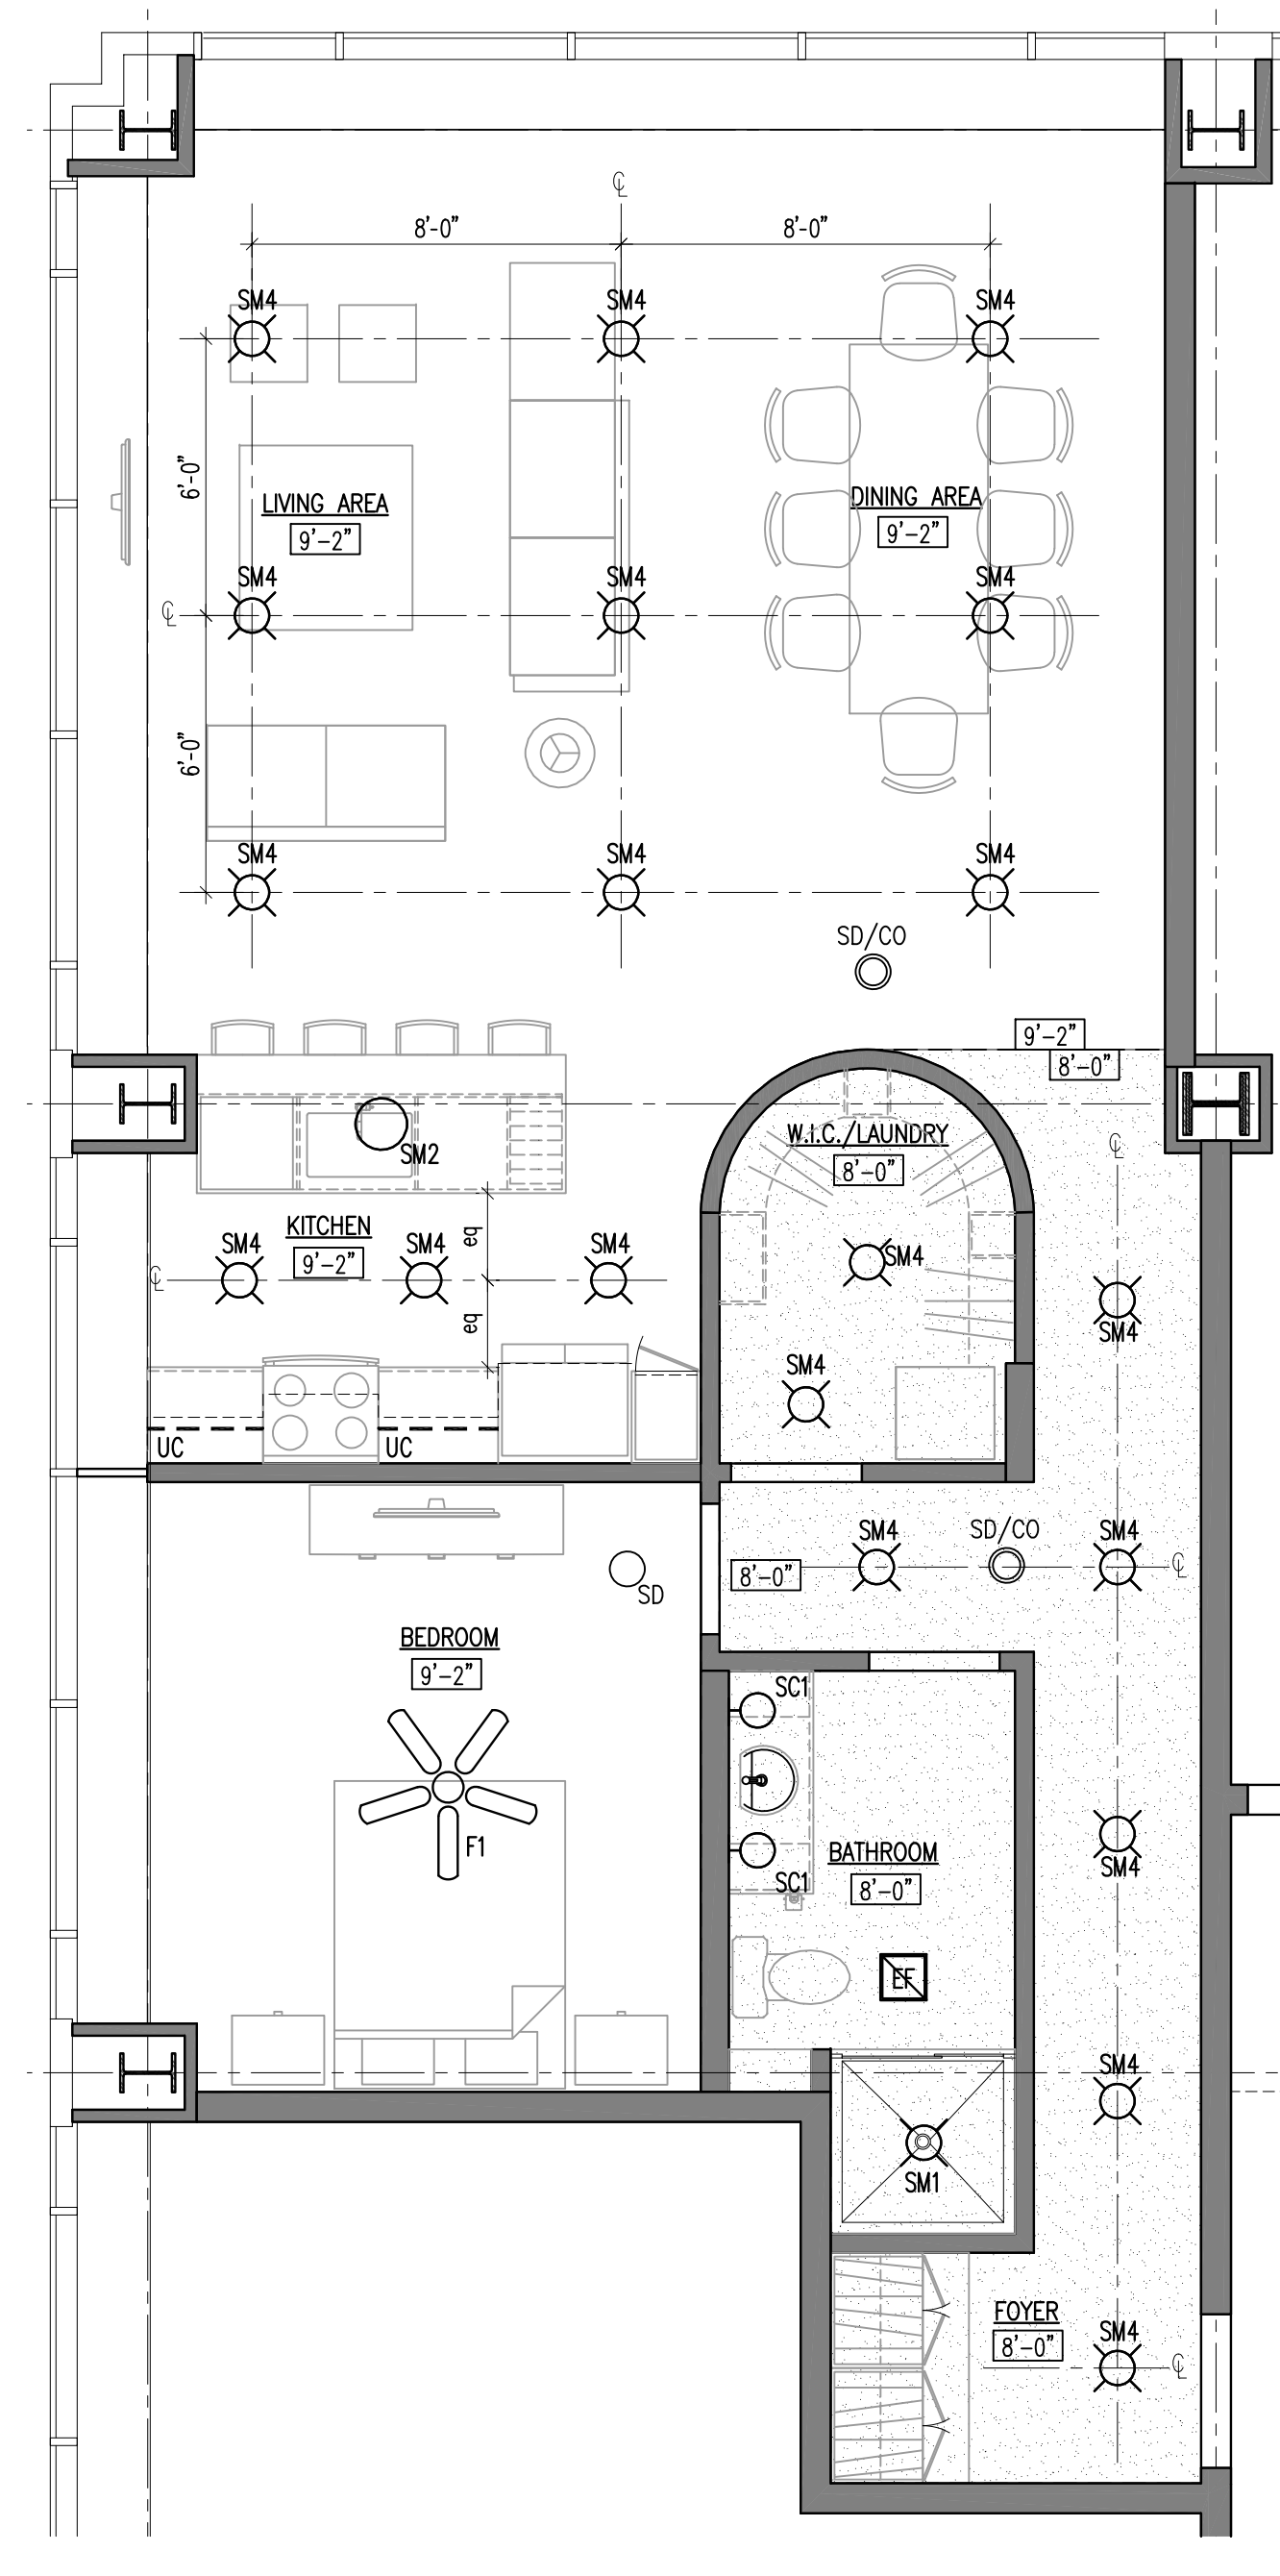 ℄
8'-0" 8'-0"
SM4 SM4 SM4
6'-0"
LIVING AREA
9'-2"
DINING AREA
9'-2"
SM4 SM4 SM4
℄
6'-0"
SM4 SM4 SM4
SD/CO
9'-2"
8'-0"
SM2
W.I.C./LAUNDRY
8'-0"
℄
KITCHEN
9'-2"
eq
SM4 SM4 SM4
SM4
℄
eq
SM4
SM4
UC UC
SM4 SD/CO SM4
8'-0"
℄
SD
BEDROOM
9'-2"
SC1
F1
BATHROOM
8'-0"
SM4
SC1
EF
SM4
SM1
FOYER
8'-0"
SM4
℄